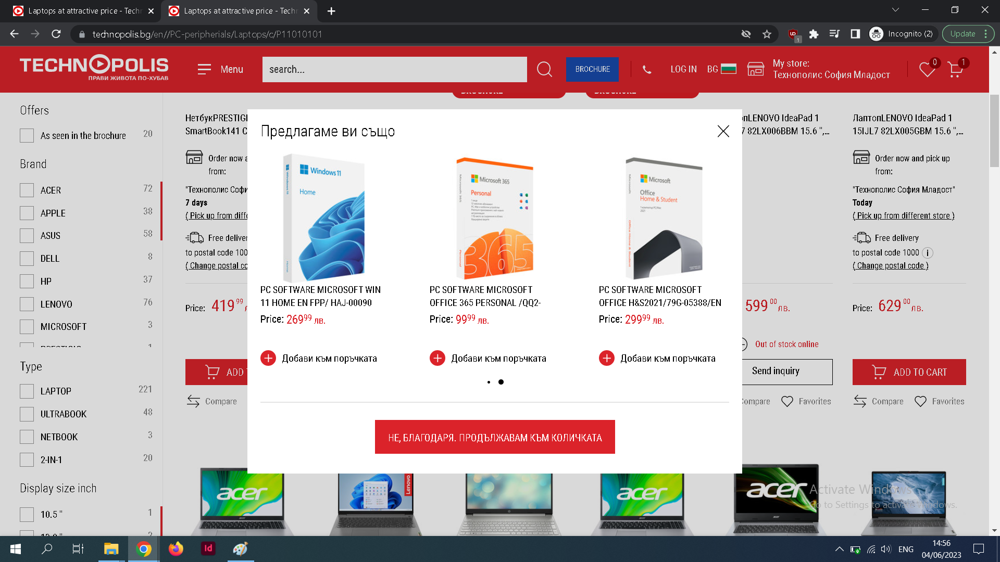 Laptops at attractive price - Techn
Laptops at attractive price - Techn
technopolis.bg/en//PC-peripherials/Laptops/c/P11010101
1
Incognito (2)
Update
TECHNOPOLIS
ПРАВИ ЖИВОТА ПО-ХУБАВ
Menu
search...
BROCHURE
LOG IN
BG
My store:
Технополис София Младост
0
1
Offers
As seen in the brochure 20
Brand
ACER 72
APPLE 38
ASUS 58
DELL 8
HP 37
LENOVO 76
MICROSOFT 3
Type
LAPTOP 221
ULTRABOOK 48
NETBOOK 3
2-IN-1 20
Display size inch
10.5 " 1
BROCHURE
BROCHURE
НетбукPRESTIGI
SmartBook141 C
Order now a
from:
"Технополис Софи
7 days
( Pick up from diffe
Free deliver
to postal code 100
( Change postal co
Price: 419 99
ADD
Compare
Предлагаме ви също
Windows 11
Home
Microsoft 365
Personal
365
Microsoft
Office
Home & Student
PC SOFTWARE MICROSOFT WIN
11 HOME EN FPP/ HAJ-00090
Price: 269 99 лв.
Добави към поръчката
PC SOFTWARE MICROSOFT
OFFICE 365 PERSONAL /QQ2-
Price: 99 99 лв.
Добави към поръчката
PC SOFTWARE MICROSOFT
OFFICE H&S2021/79G-05388/EN
Price: 299 99 лв.
Добави към поръчката
НЕ, БЛАГОДАРЯ. ПРОДЪЛЖАВАМ КЪМ КОЛИЧКАТА
пLENOVO IdeaPad 1
7 82LX006BBM 15.6 ",...
599 00 лв.
Out of stock online
Send inquiry
ompare
Favorites
ЛаптопLENOVO IdeaPad 1
15IJL7 82LX005GBM 15.6 ",...
Order now and pick up
from:
"Технополис София Младост"
Today
( Pick up from different store )
Free delivery
to postal code 1000
( Change postal code )
Price: 629 00 лв.
ADD TO CART
Compare
Favorites
acer
Lenovo
acer
acer
Activate Windows
Go to Settings to activate Windows.
ENG
14:56
04/06/2023